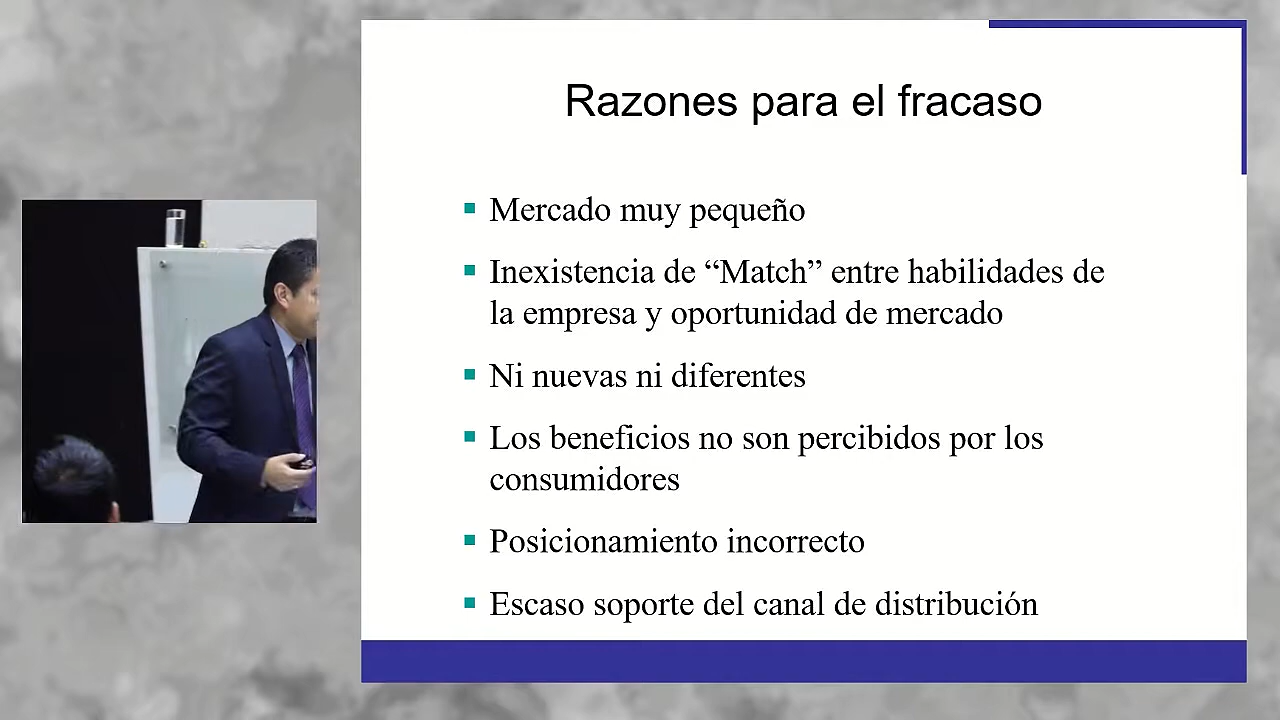 Razones para el fracaso
Mercado muy pequeño
Inexistencia de “Match” entre habilidades de
la empresa y oportunidad de mercado
Ni nuevas ni diferentes
Los beneficios no son percibidos por los
consumidores
Posicionamiento incorrecto
Escaso soporte del canal de distribución